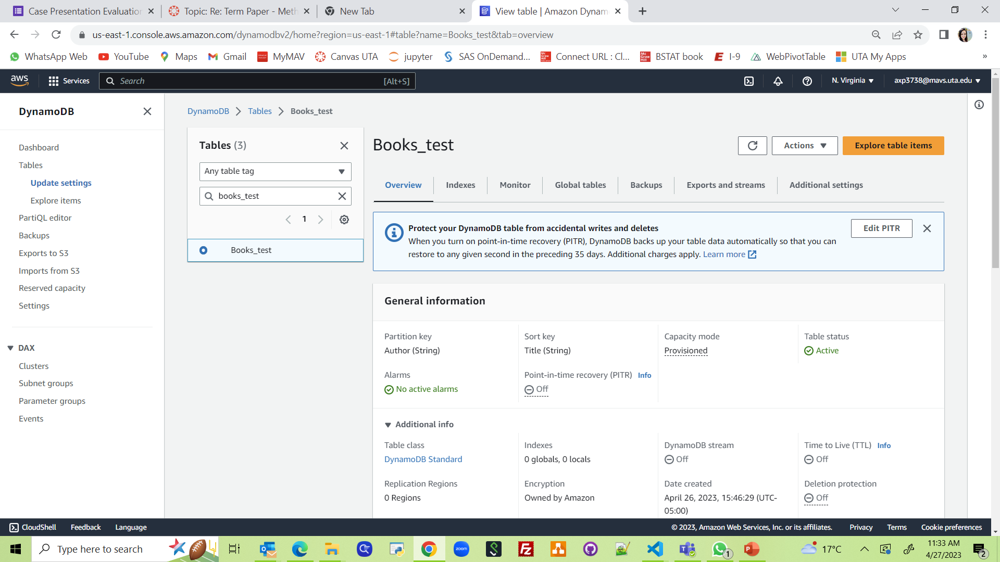 Case Presentation Evaluation
Topic: Re: Term Paper - Meth
New Tab
View table | Amazon Dynam
us-east-1.console.aws.amazon.com/dynamodbv2/home?region=us-east-1#table?name=Books_test&tab=overview
WhatsApp Web
YouTube
Maps
Gmail
MyMAV
Canvas UTA
jupyter
SAS OnDemand...
Connect URL : Cl...
BSTAT book
I-9
WebPivotTable
UTA My Apps
»
aws
Services
Search
[Alt+S]
N. Virginia
axp3738@mavs.uta.edu
DynamoDB
Dashboard
Tables
Update settings
Explore items
PartiQL editor
Backups
Exports to S3
Imports from S3
Reserved capacity
Settings
DAX
Clusters
Subnet groups
Parameter groups
Events
DynamoDB
Tables
Books_test
Tables (3)
Any table tag
books_test
1
Books_test
Books_test
Actions
Explore table items
Overview
Indexes
Monitor
Global tables
Backups
Exports and streams
Additional settings
Protect your DynamoDB table from accidental writes and deletes
When you turn on point-in-time recovery (PITR), DynamoDB backs up your table data automatically so that you can
restore to any given second in the preceding 35 days. Additional charges apply. Learn more
Edit PITR
General information
Partition key
Author (String)
Sort key
Title (String)
Capacity mode
Provisioned
Table status
Active
Alarms
No active alarms
Point-in-time recovery (PITR) Info
Off
Additional info
Table class
DynamoDB Standard
Indexes
0 globals, 0 locals
DynamoDB stream
Off
Time to Live (TTL) Info
Off
Replication Regions
0 Regions
Encryption
Owned by Amazon
Date created
April 26, 2023, 15:46:29 (UTC-
05:00)
Deletion protection
Off
CloudShell
Feedback
Language
© 2023, Amazon Web Services, Inc. or its affiliates.
Privacy
Terms
Cookie preferences
Type here to search
zoom
1
17°C
11:33 AM
4/27/2023
2